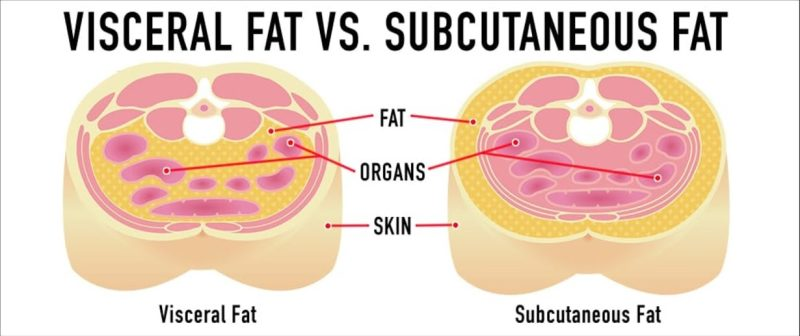 VISCERAL FAT VS. SUBCUTANEOUS FAT
FAT
ORGANS
SKIN
Visceral Fat
Subcutaneous Fat